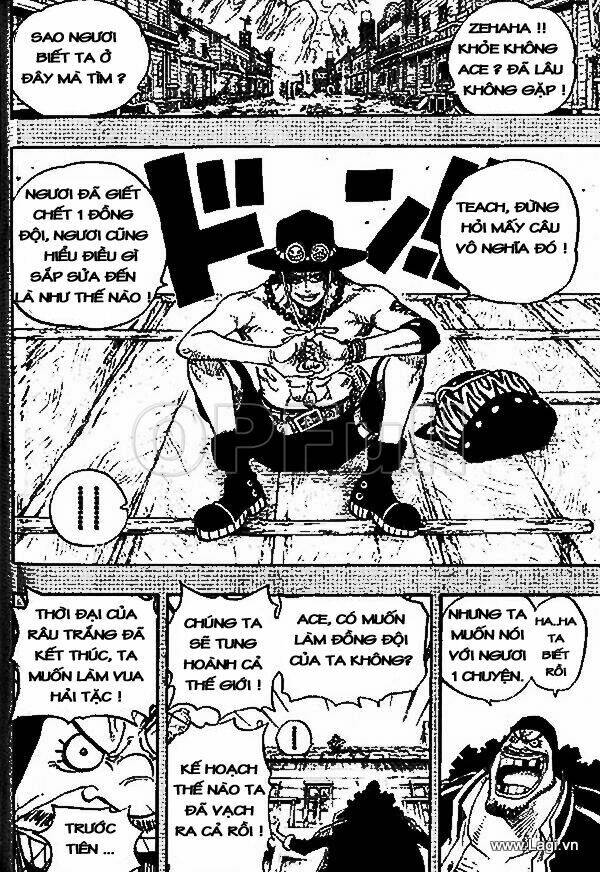 ZEHAHA !!
KHỎE KHÔNG
ACE ? ĐÃ LÂU
KHÔNG GẶP !
SAO NGƯƠI
BIẾT TA Ở
ĐÂY MÀ TÌM ?
TEACH, ĐỪNG
HỎI MẤY CÂU
VÔ NGHĨA ĐÓ !
ドン!!
NGƯƠI ĐÃ GIẾT
CHẾT 1 ĐỒNG
ĐỘI, NGƯƠI CŨNG
HIỂU ĐIỀU GÌ
SẮP SỬA ĐẾN
LÀ NHƯ THẾ NÀO !
OPFun
!!
HA..HA
TA
BIẾT
RỒI
NHƯNG TA
MUỐN NÓI
VỚI NGƯƠI
1 CHUYỆN.
ACE, CÓ MUỐN
LÀM ĐỒNG ĐỘI
CỦA TA KHÔNG?
!
CHÚNG TA
SẼ TUNG
HOÀNH CẢ
THẾ GIỚI !
KẾ HOẠCH
THẾ NÀO TA
ĐÃ VẠCH
RA CẢ RỒI !
THỜI ĐẠI CỦA
RÂU TRẮNG ĐÃ
KẾT THÚC, TA
MUỐN LÀM VUA
HẢI TẶC !
TRƯỚC
TIÊN ...
www.Lagi.vn